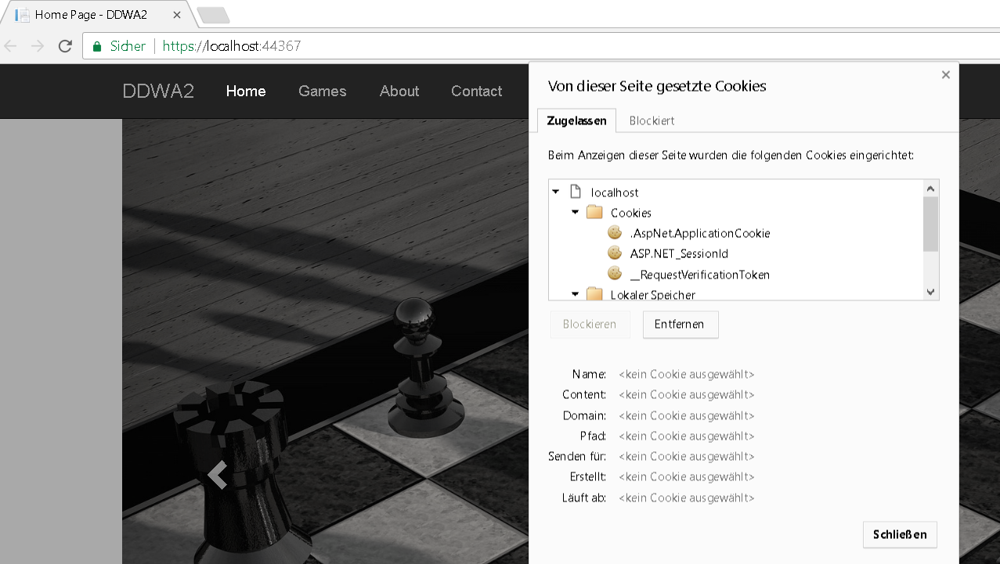 Home Page - DDWA2
Sicher https://localhost:44367
DDWA2 Home Games About Contact
Von dieser Seite gesetzte Cookies
Zugelassen Blockiert
Beim Anzeigen dieser Seite wurden die folgenden Cookies eingerichtet:
localhost
Cookies
.AspNet.ApplicationCookie
ASP.NET_SessionId
__RequestVerificationToken
Lokaler Speicher
Blockieren Entfernen
Name: <kein Cookie ausgewählt>
Content: <kein Cookie ausgewählt>
Domain: <kein Cookie ausgewählt>
Pfad: <kein Cookie ausgewählt>
Senden für: <kein Cookie ausgewählt>
Erstellt: <kein Cookie ausgewählt>
Läuft ab: <kein Cookie ausgewählt>
Schließen